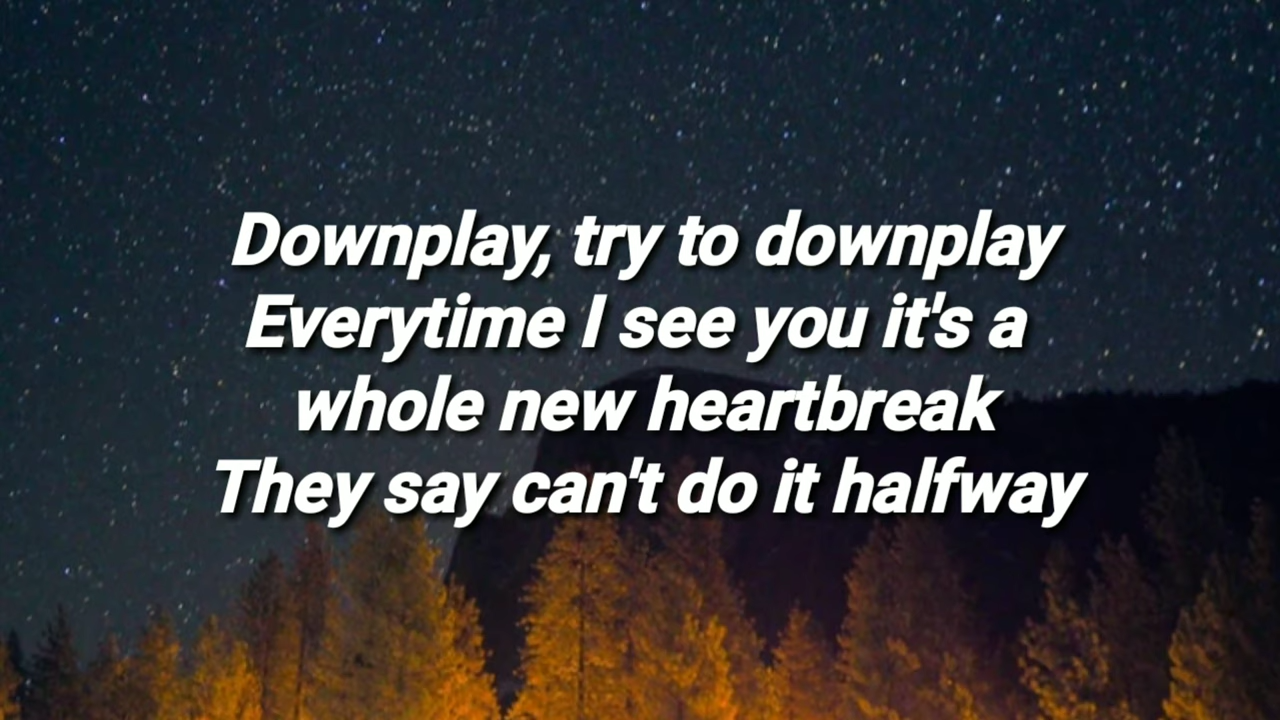 Downplay, try to downplay
Everytime I see you it's a
whole new heartbreak
They say can't do it halfway